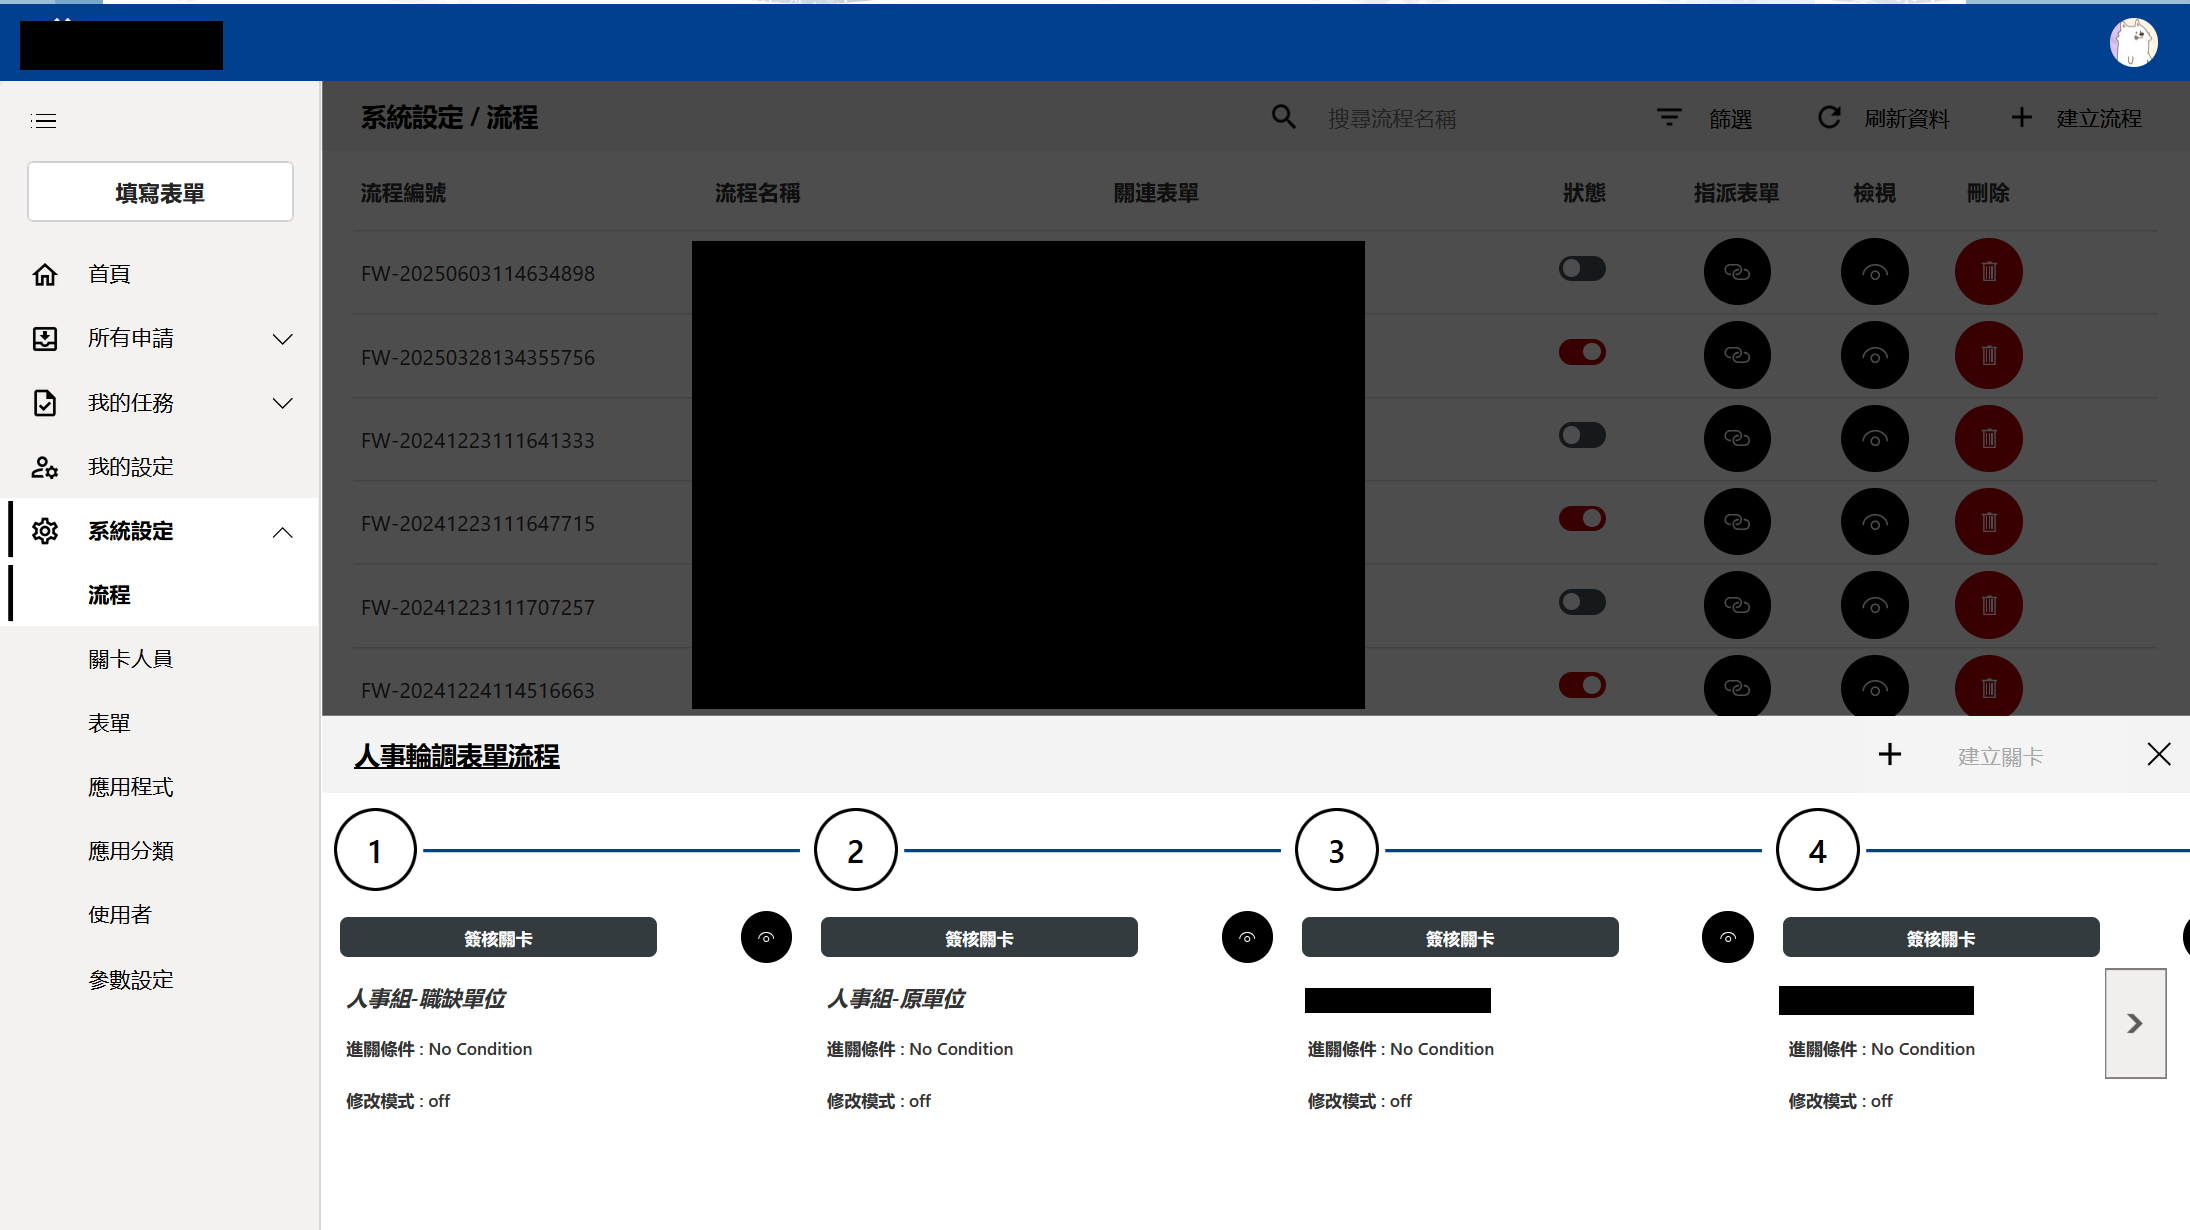 系統設定 / 流程
搜尋流程名稱
篩選
刷新資料
建立流程
填寫表單
首頁
所有申請
我的任務
我的設定
系統設定
流程
關卡人員
表單
應用程式
應用分類
使用者
參數設定
流程編號 流程名稱 關連表單 狀態 指派表單 檢視 刪除
FW-20250603114634898
FW-20250328134355756
FW-20241223111641333
FW-20241223111647715
FW-20241223111707257
FW-20241224114516663
人事輪調表單流程
建立關卡
1 2 3 4
簽核關卡 簽核關卡 簽核關卡 簽核關卡
人事組-職缺單位 人事組-原單位
進關條件 : No Condition 進關條件 : No Condition 進關條件 : No Condition 進關條件 : No Condition
修改模式 : off 修改模式 : off 修改模式 : off 修改模式 : off